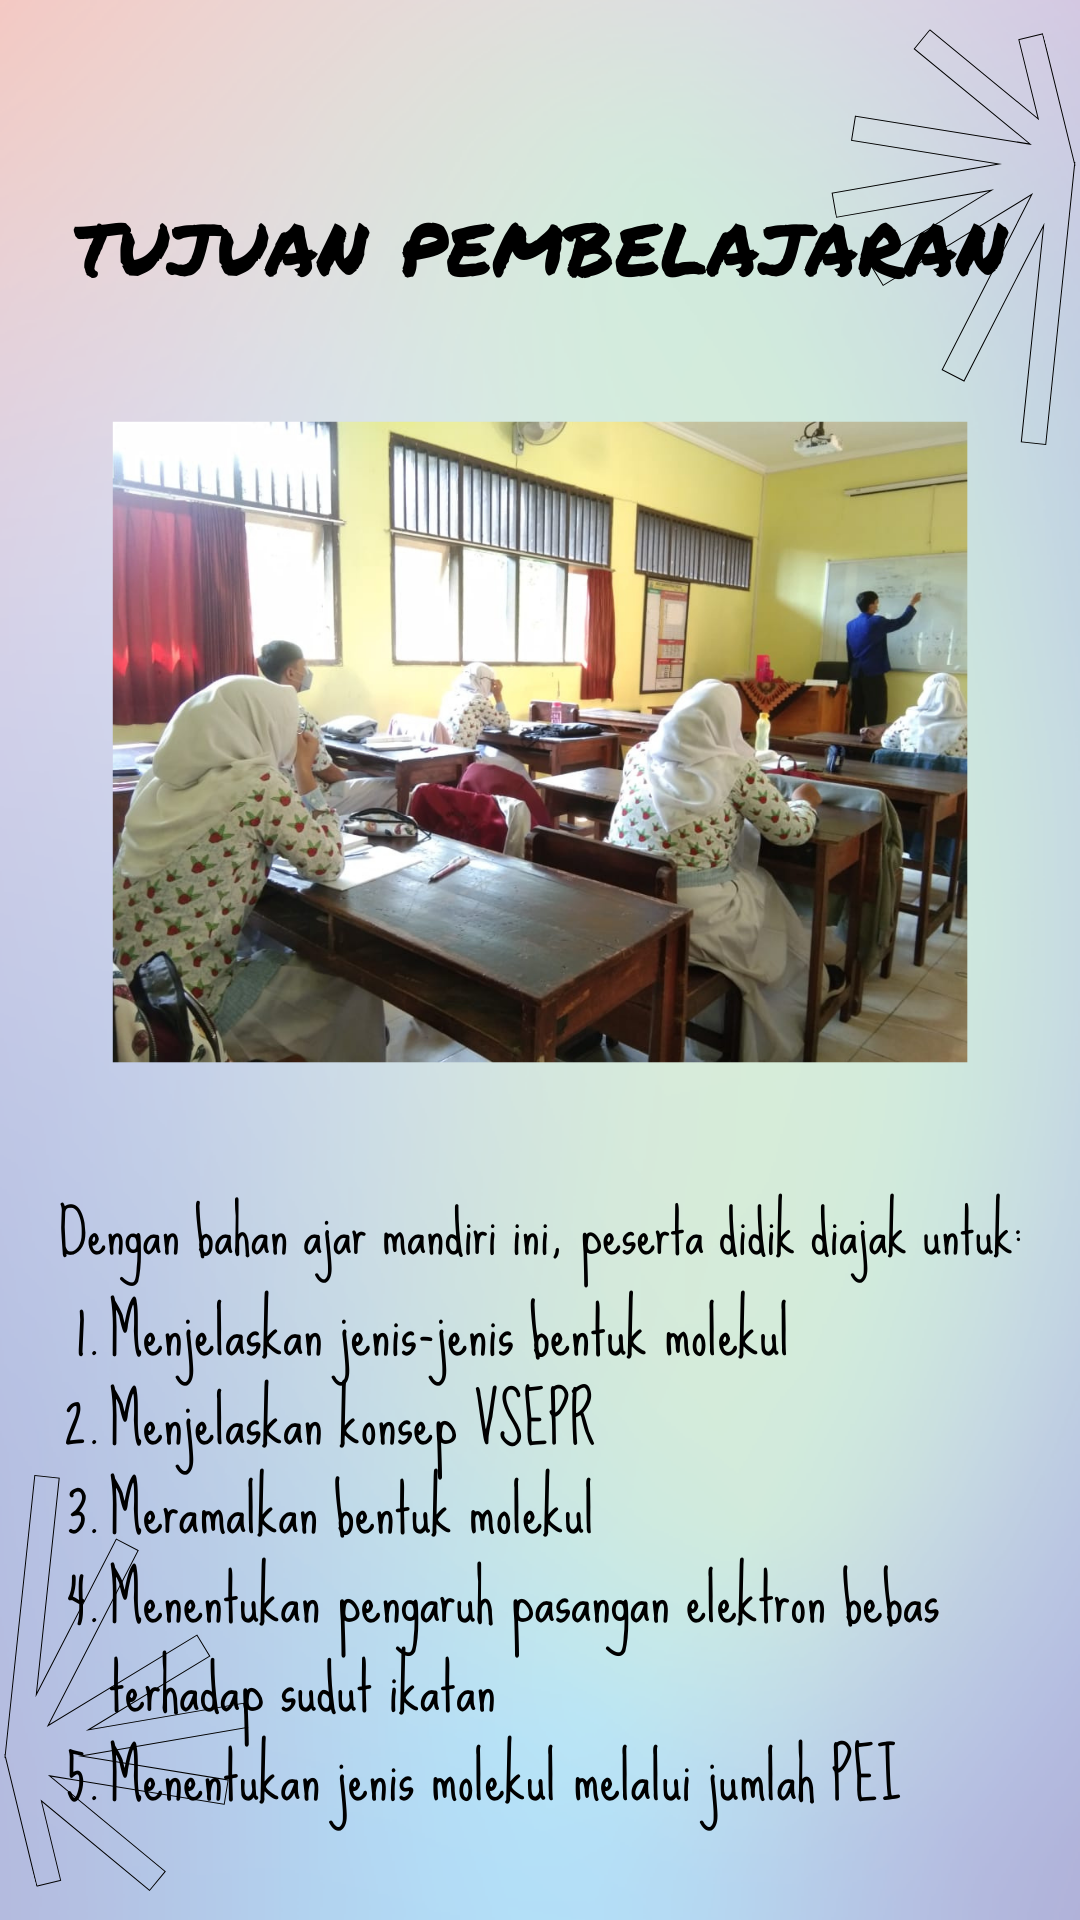 TUJUAN PEMBELAJARAN
Dengan bahan ajar mandiri ini, peserta didik diajak untuk:
1. Menjelaskan jenis-jenis bentuk molekul
2. Menjelaskan konsep VSEPR
3. Meramalkan bentuk molekul
4. Menentukan pengaruh pasangan elektron bebas
terhadap sudut ikatan
5. Menentukan jenis molekul melalui jumlah PEI